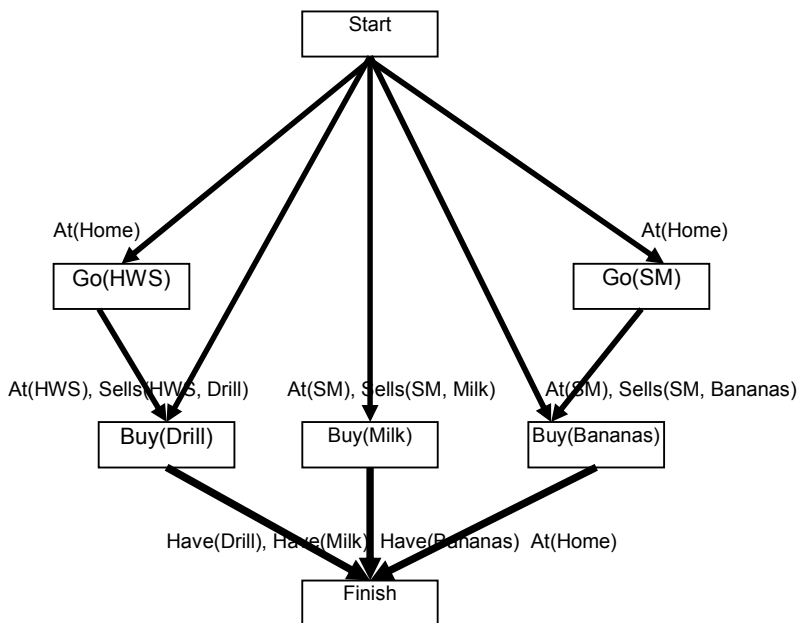 Start
At(Home)
At(Home)
Go(HWS)
Go(SM)
At(HWS), Sells(HWS, Drill)
At(SM), Sells(SM, Milk)
At(SM), Sells(SM, Bananas)
Buy(Drill)
Buy(Milk)
Buy(Bananas)
Have(Drill), Have(Milk) Have(Bananas) At(Home)
Finish